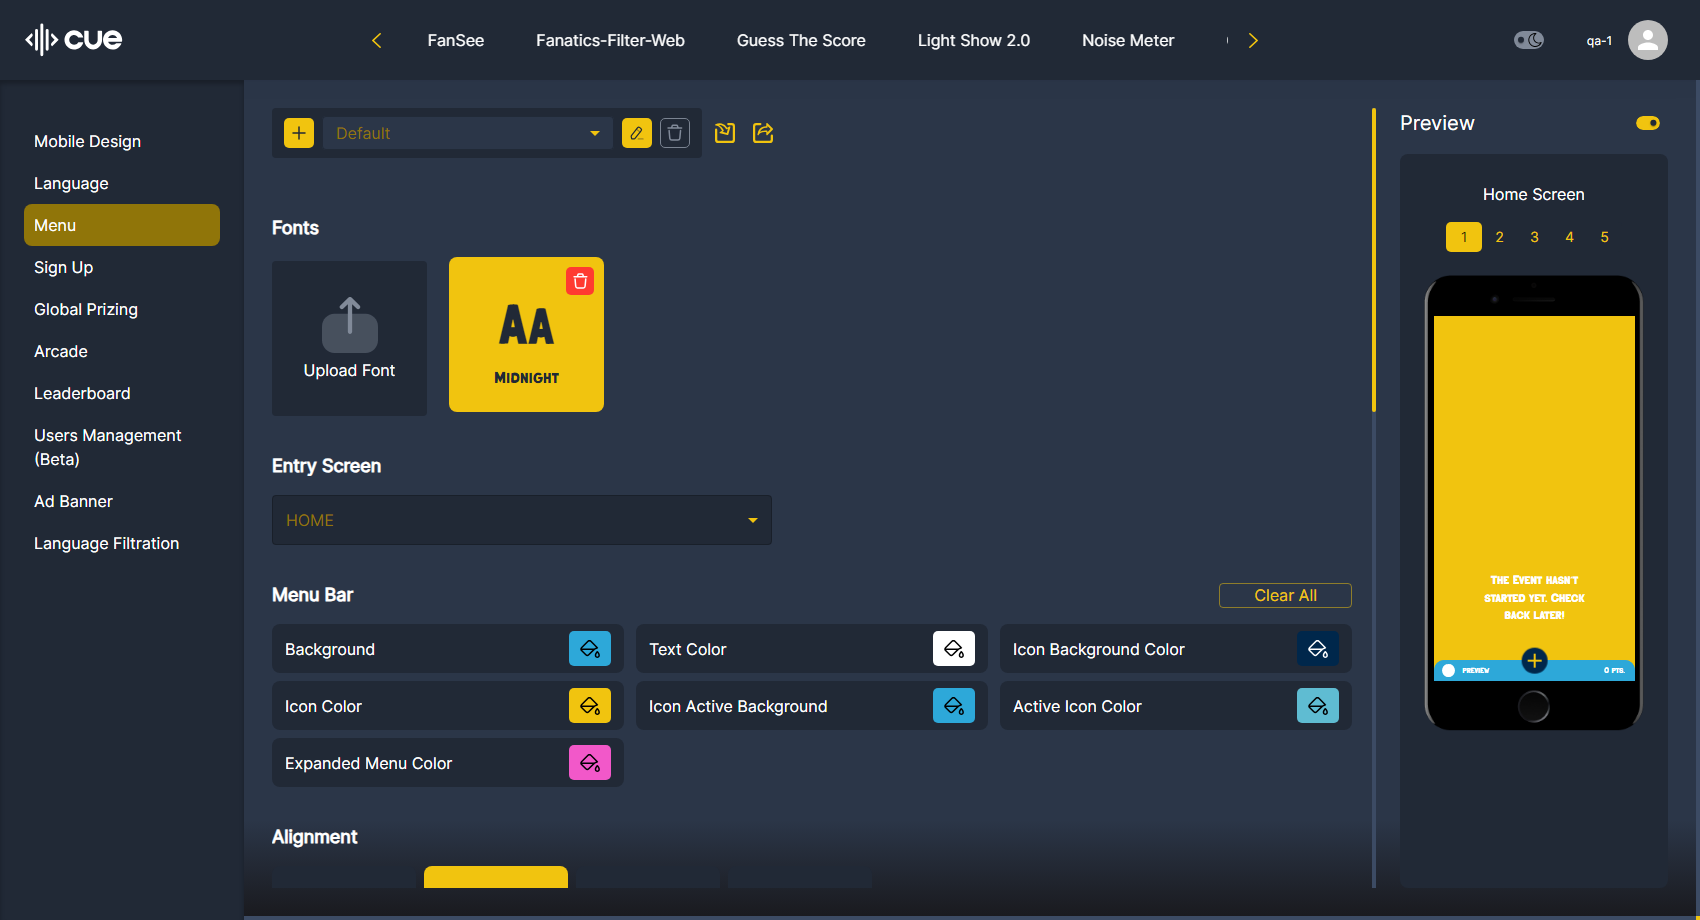 cue
FanSee
Fanatics-Filter-Web
Guess The Score
Light Show 2.0
Noise Meter
qa-1
Mobile Design
Language
Menu
Sign Up
Global Prizing
Arcade
Leaderboard
Users Management
(Beta)
Ad Banner
Language Filtration
Default
Fonts
Upload Font
AA
MIDNIGHT
Entry Screen
HOME
Menu Bar
Clear All
Background
Text Color
Icon Background Color
Icon Color
Icon Active Background
Active Icon Color
Expanded Menu Color
Alignment
Preview
Home Screen
1
2
3
4
5
THE EVENT HASN'T
STARTED YET. CHECK
BACK LATER!
PREVIEW
0 PTS.